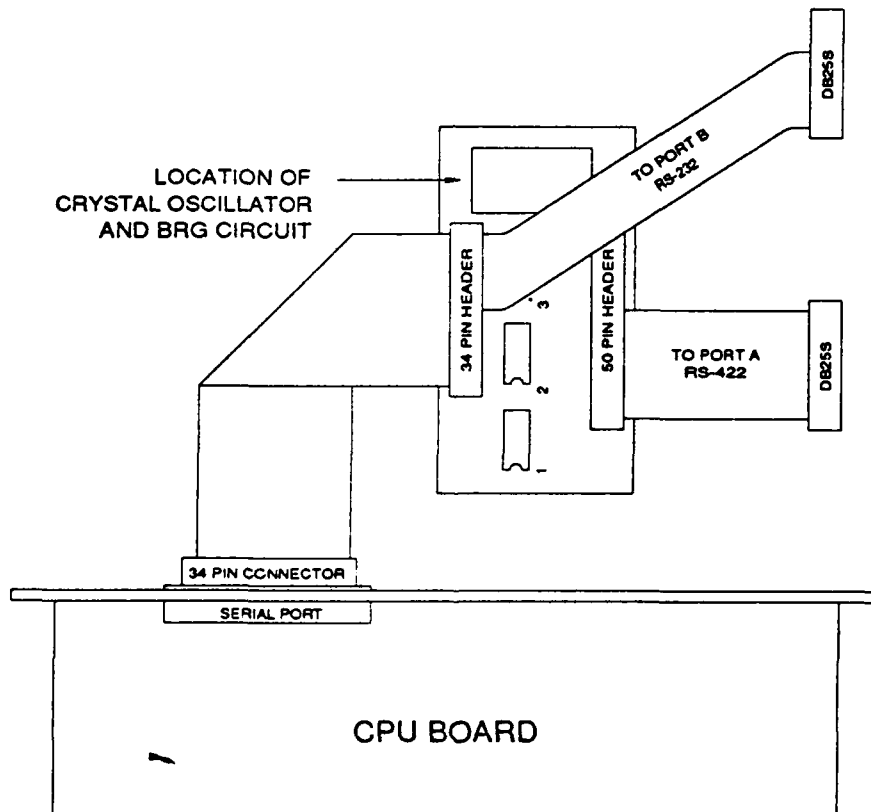 DB25S
TO PORT B
RS-232
LOCATION OF
CRYSTAL OSCILLATOR
AND BRG CIRCUIT
34 PIN HEADER
50 PIN HEADER
3
TO PORT A
RS-422
DB25S
2
1
34 PIN CONNECTOR
SERIAL PORT
CPU BOARD